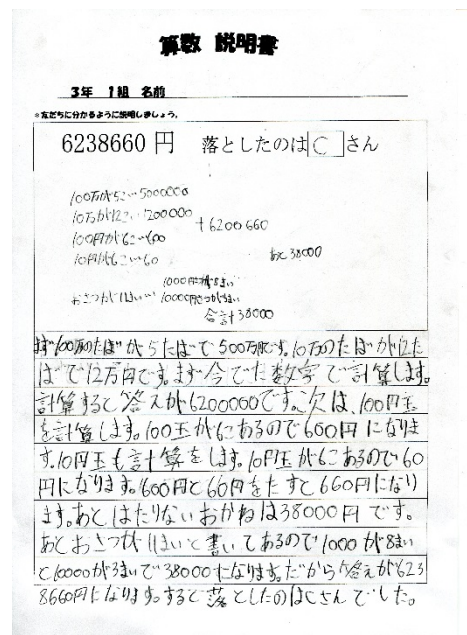 算数 説明書
3年 1組 名前
*友だちに分かるように説明しましょう。
6238660円 落としたのは C さん
100万が5こ…5000000
10万が12こ…1200000
+6200660
100円が6こ…600
あと38000
10円が6こ…60
1000円札8まい
おさつが11まい…10000円さつが3まい
合計38000
まず100万のたばが5たばで500万円です。10万のたばが12た
ばで12万円です。まず今でた数字で計算します。
計算すると答えが6200000です。次は、100円玉
を計算します。100玉が6こあるので600円になりま
す。10円玉も計算をします。10円玉が6こあるので60
円になります。600円と60円をたすと660円になり
ます。あとはたりないおかねは38000円です。
あとおさつが11まいと書いてあるので1000が8まい
と10000が3まいで38000になります。だから答えが623
8660円になります。すると落としたのはCさんでした。